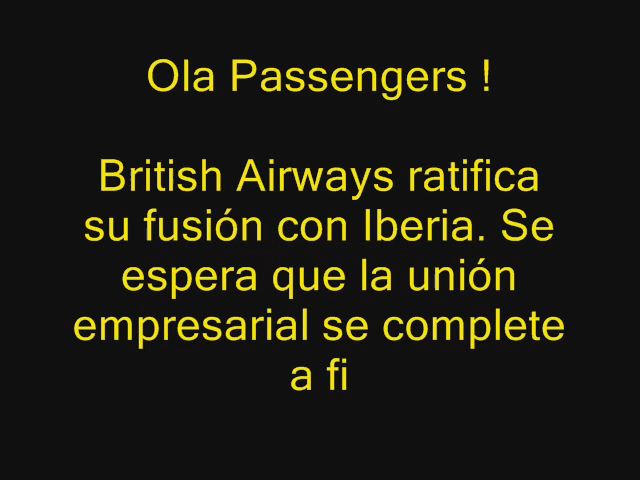 Ola Passengers !
British Airways ratifica
su fusión con Iberia. Se
espera que la unión
empresarial se complete
a fi